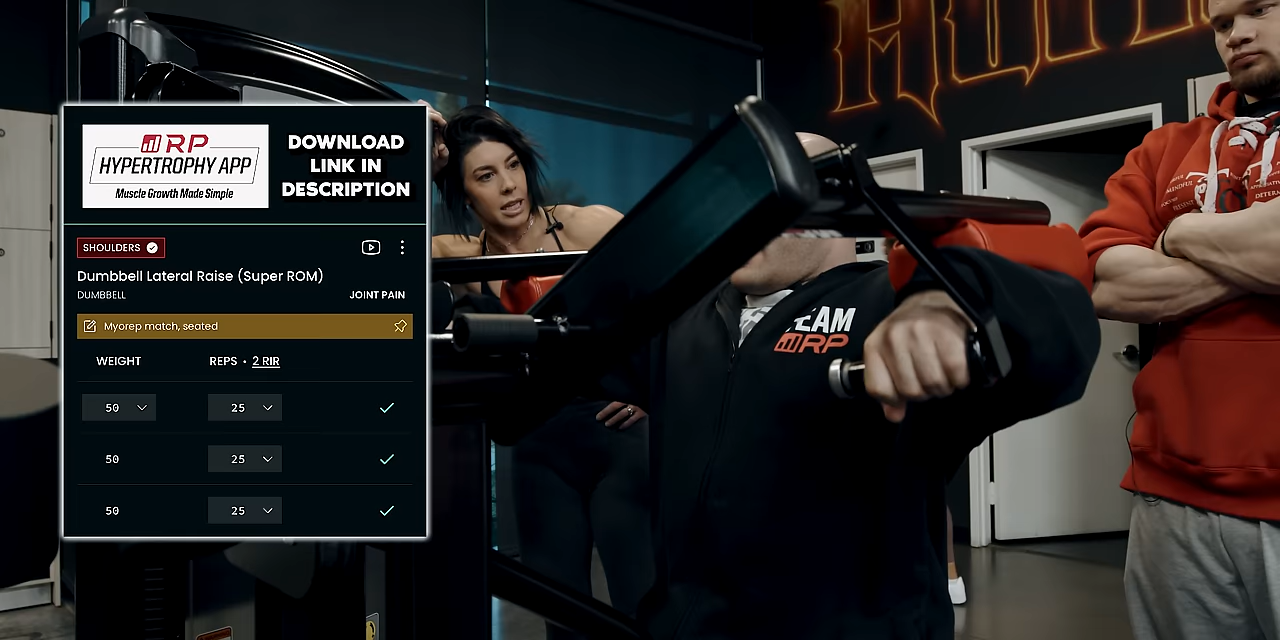 RP
HYPERTROPHY APP
Muscle Growth Made Simple
DOWNLOAD
LINK IN
DESCRIPTION
SHOULDERS
Dumbbell Lateral Raise (Super ROM)
DUMBBELL
JOINT PAIN
Myorep match, seated
WEIGHT
REPS • 2 RIR
50
25
50
25
50
25
TEAM
RP